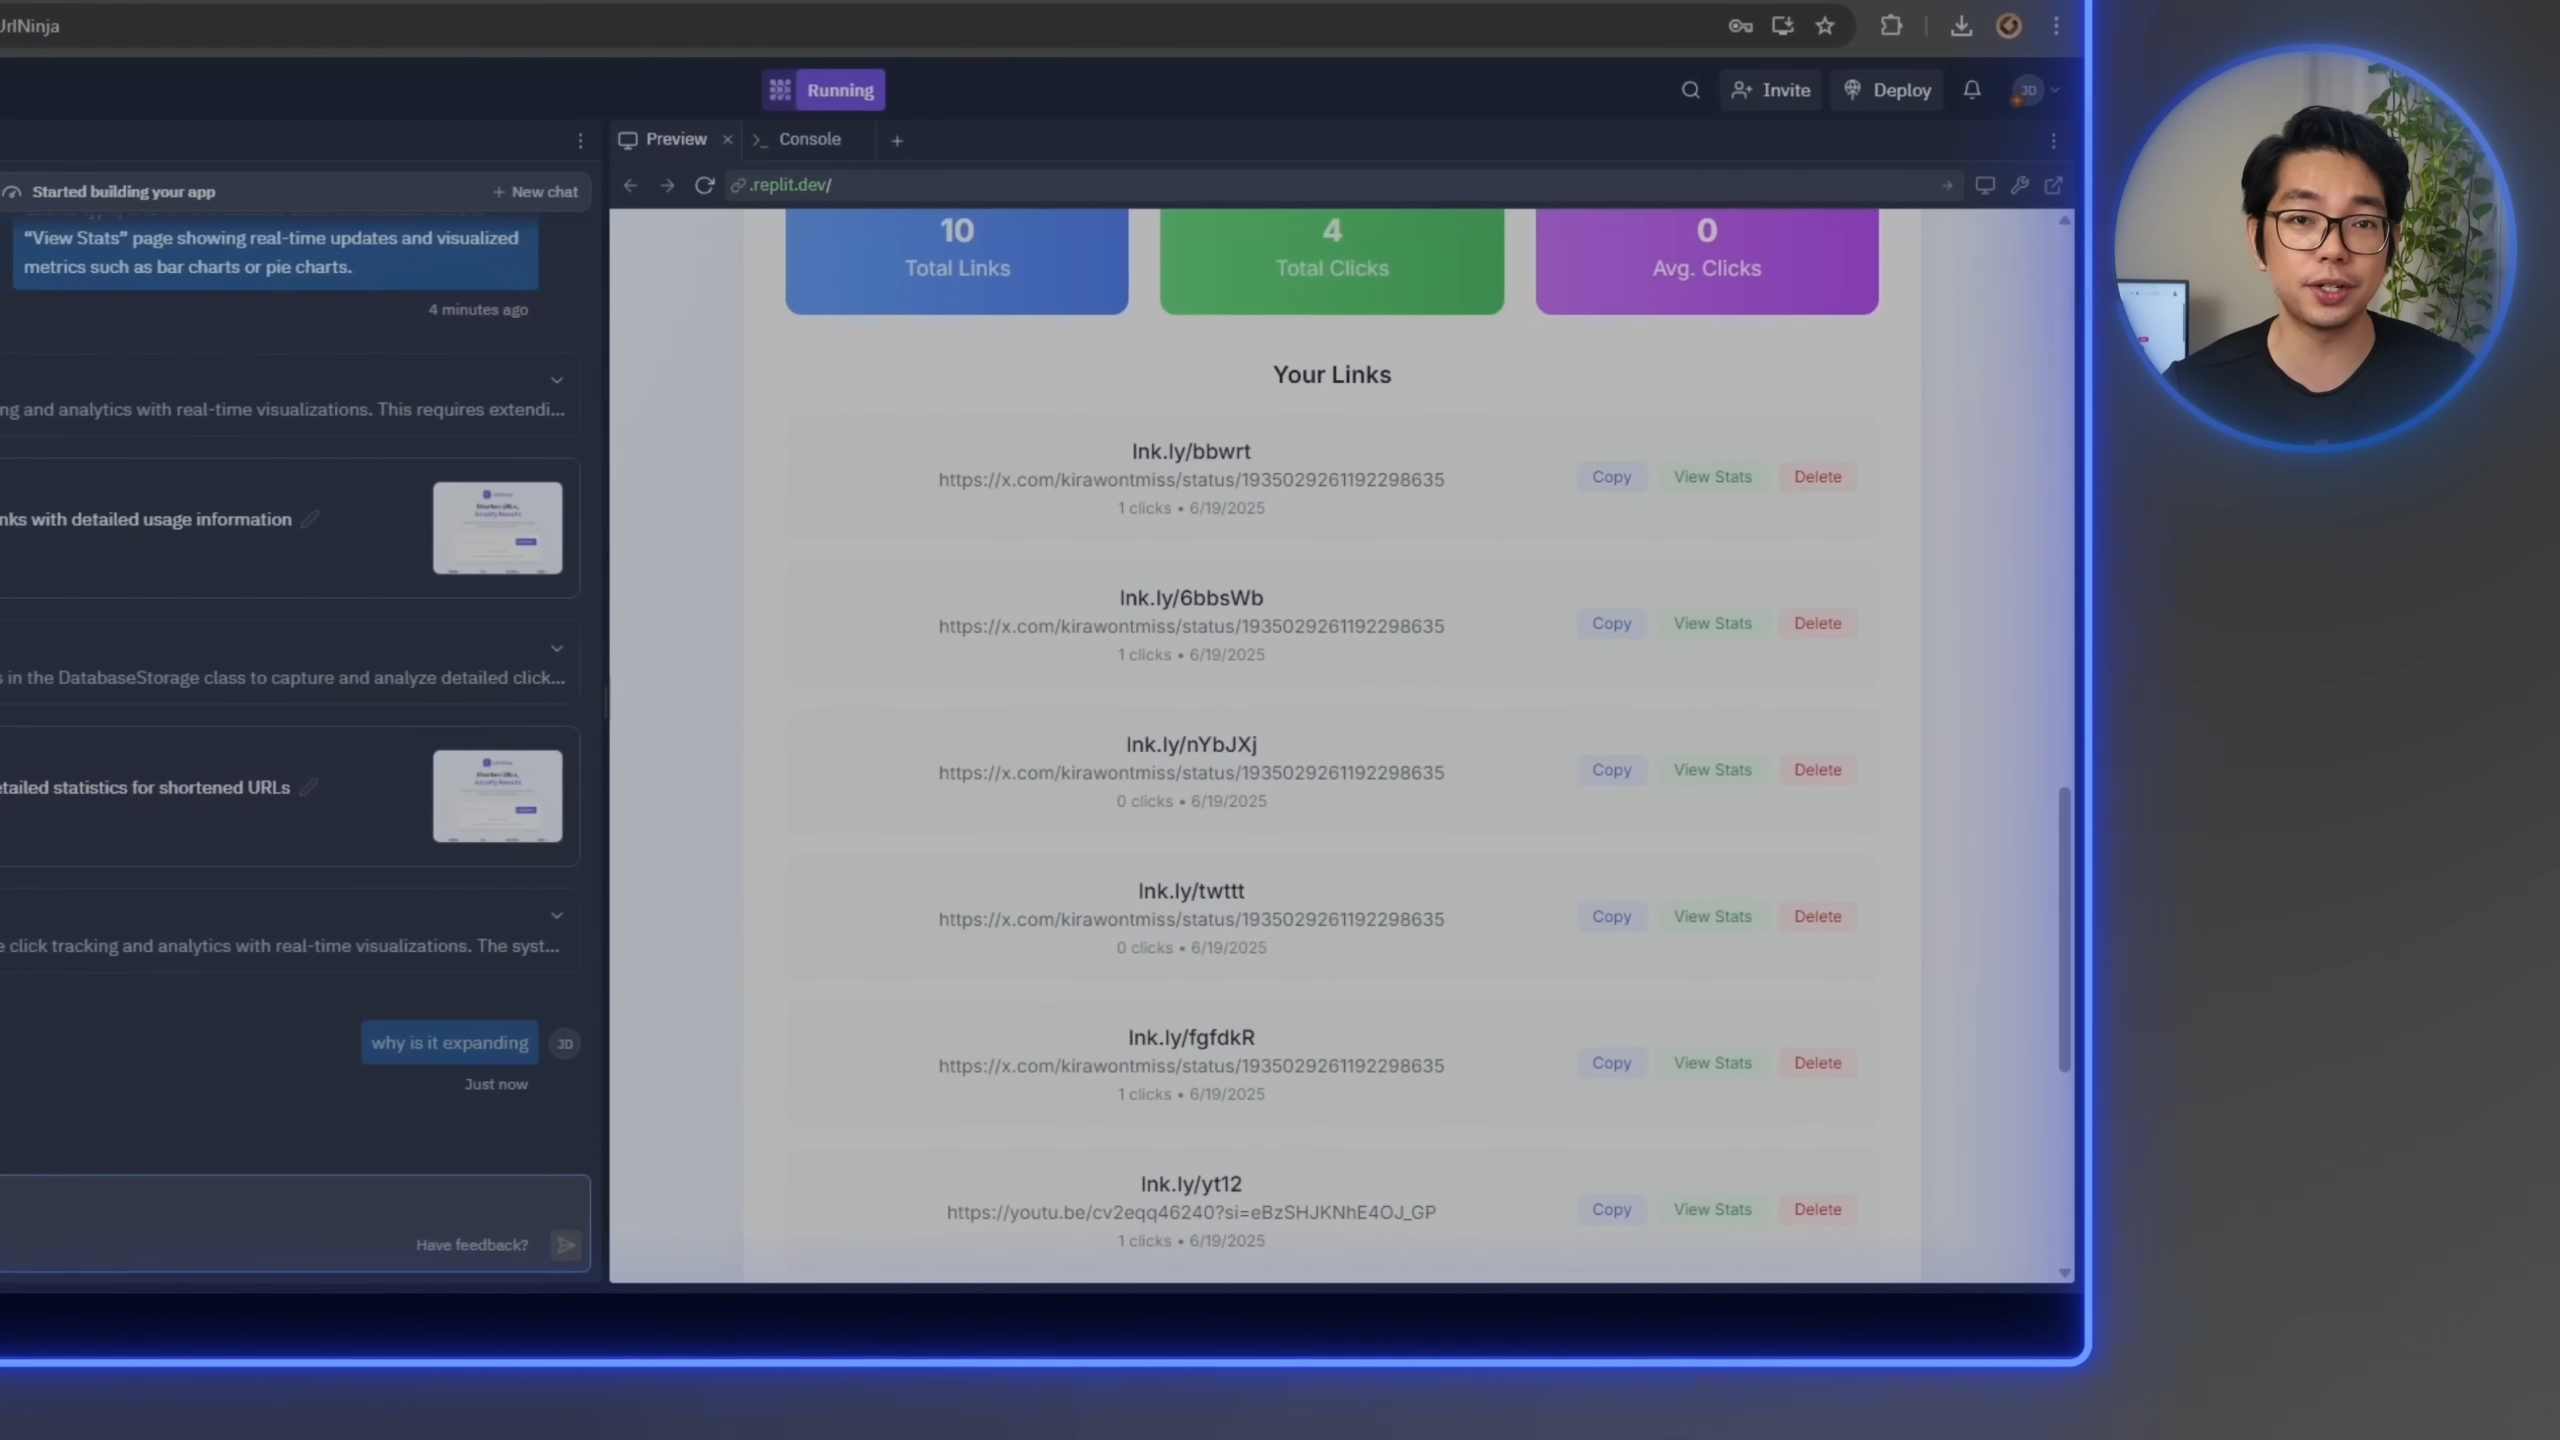 UrlNinja
Running
Invite
Deploy
JD
Preview
Console
Started building your app
New chat
.replit.dev/
"View Stats" page showing real-time updates and visualized
metrics such as bar charts or pie charts.
4 minutes ago
ng and analytics with real-time visualizations. This requires extendi...
nks with detailed usage information
s in the DatabaseStorage class to capture and analyze detailed click...
etailed statistics for shortened URLs
e click tracking and analytics with real-time visualizations. The syst...
why is it expanding
JD
Just now
Have feedback?
10
Total Links
4
Total Clicks
0
Avg. Clicks
Your Links
lnk.ly/bbwrt
https://x.com/kirawontmiss/status/1935029261192298635
1 clicks • 6/19/2025
Copy View Stats Delete
lnk.ly/6bbsWb
https://x.com/kirawontmiss/status/1935029261192298635
1 clicks • 6/19/2025
Copy View Stats Delete
lnk.ly/nYbJXj
https://x.com/kirawontmiss/status/1935029261192298635
0 clicks • 6/19/2025
Copy View Stats Delete
lnk.ly/twttt
https://x.com/kirawontmiss/status/1935029261192298635
0 clicks • 6/19/2025
Copy View Stats Delete
lnk.ly/fgfdkR
https://x.com/kirawontmiss/status/1935029261192298635
1 clicks • 6/19/2025
Copy View Stats Delete
lnk.ly/yt12
https://youtu.be/cv2eqq46240?si=eBzSHJKNhE4OJ_GP
1 clicks • 6/19/2025
Copy View Stats Delete